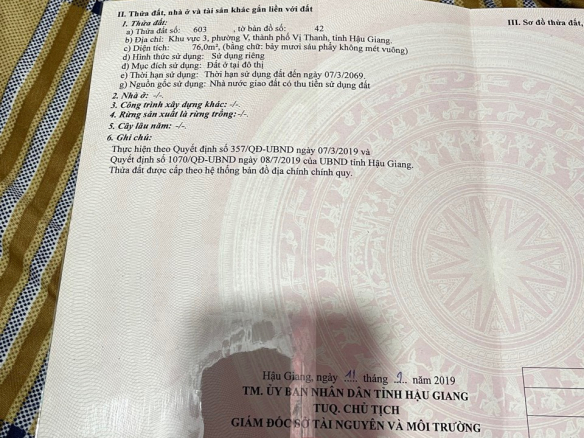 II. Thửa đất, nhà ở và tài sản khác gắn liền với đất
III. Sơ đồ thửa đất,
1. Thửa đất:
a) Thửa đất số: 603 , tờ bản đồ số: 42
b) Địa chỉ: Khu vực 3, phường V, thành phố Vị Thanh, tỉnh Hậu Giang.
c) Diện tích: 76,0m², (bằng chữ: bảy mươi sáu phẩy không mét vuông)
d) Hình thức sử dụng: Sử dụng riêng
đ) Mục đích sử dụng: Đất ở tại đô thị
e) Thời hạn sử dụng: Thời hạn sử dụng đất đến ngày 07/3/2069.
g) Nguồn gốc sử dụng: Nhà nước giao đất có thu tiền sử dụng đất
2. Nhà ở: -/-.
3. Công trình xây dựng khác: -/-.
4. Rừng sản xuất là rừng trồng: -/-.
5. Cây lâu năm: -/-.
6. Ghi chú:
Thực hiện theo Quyết định số 357/QĐ-UBND ngày 07/3/2019 và
Quyết định số 1070/QĐ-UBND ngày 08/7/2019 của UBND tỉnh Hậu Giang.
Thửa đất được cấp theo hệ thống bản đồ địa chính chính quy.
Hậu Giang, ngày tháng năm 2019
TM. ỦY BAN NHÂN DÂN TỈNH HẬU GIANG
TUQ. CHỦ TỊCH
GIÁM ĐỐC SỞ TÀI NGUYÊN VÀ MÔI TRƯỜNG